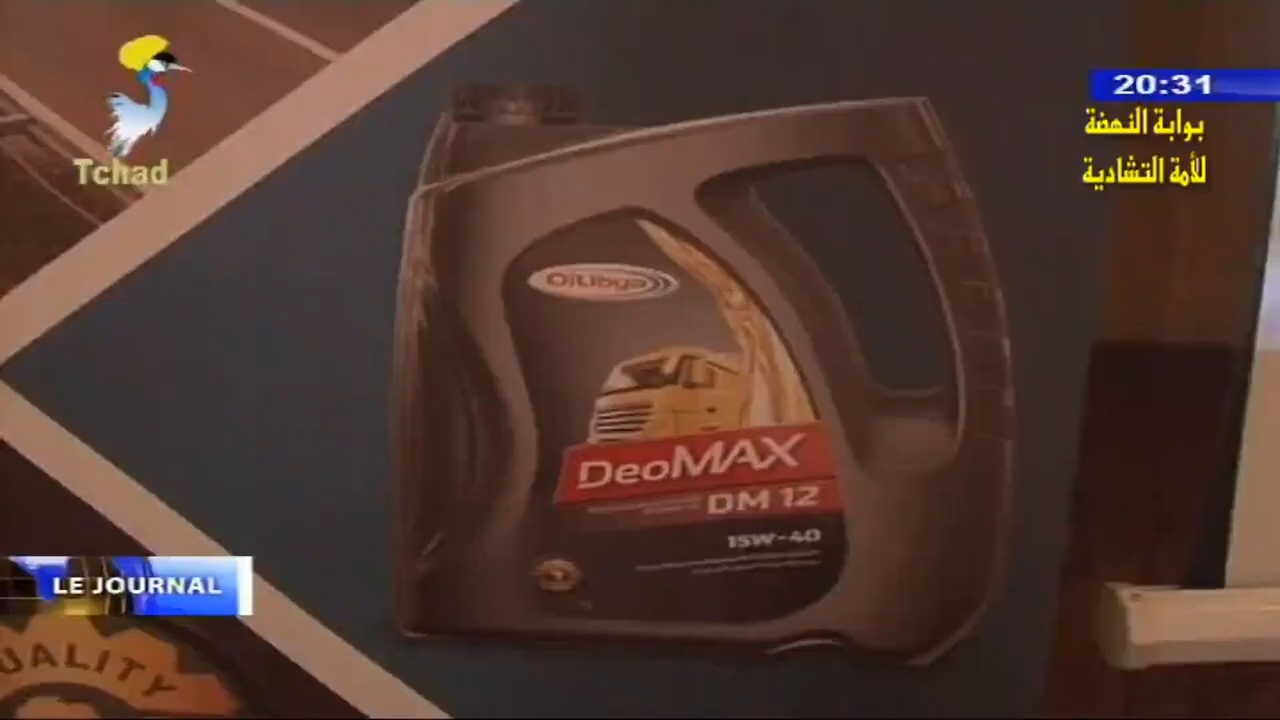 Tchad
20:31
بوابة النهضة
للأمة التشادية
OiLibya
DeoMAX
DM 12
15W-40
LE JOURNAL
QUALITY